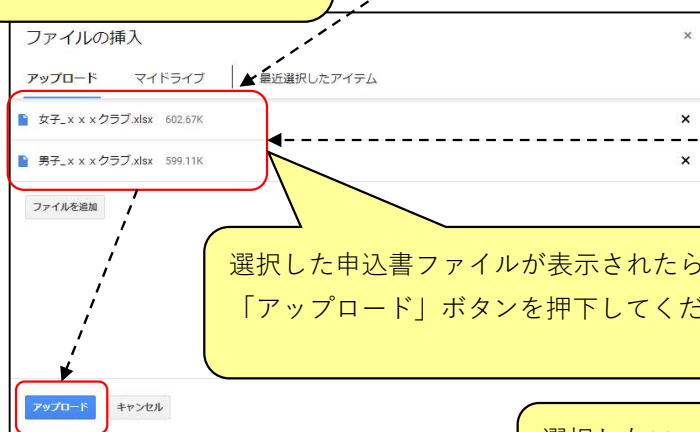 ファイルの挿入
×
アップロード マイドライブ 最近選択したアイテム
女子_ｘｘｘクラブ.xlsx 602.67K ×
男子_ｘｘｘクラブ.xlsx 599.11K ×
ファイルを追加
選択した申込書ファイルが表示されたら
「アップロード」ボタンを押下してくだ
アップロード キャンセル